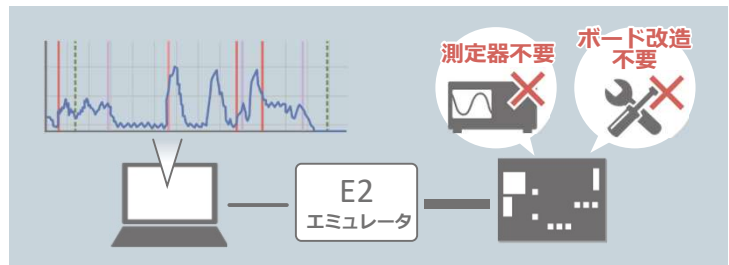 測定器不要
ボード改造
不要
E2
エミュレータ